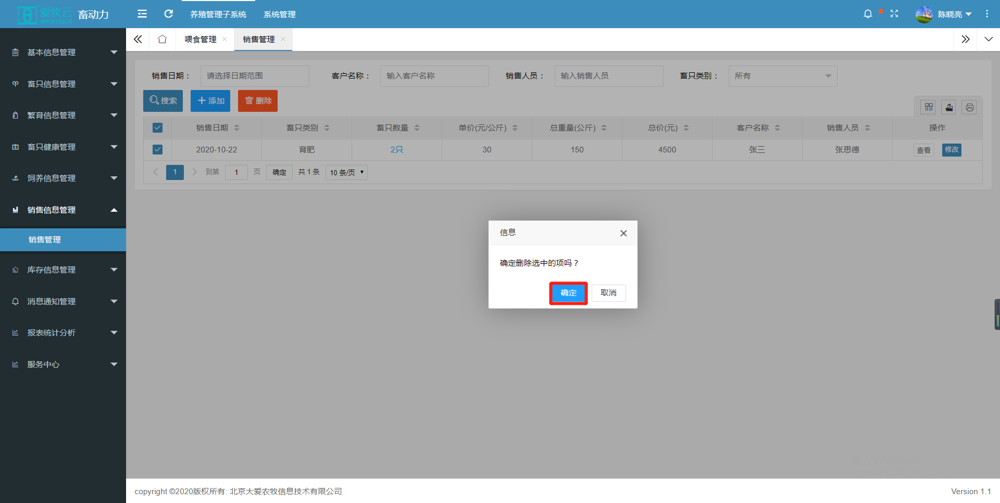 爱牧云
amorcloud
畜动力
养殖管理子系统
系统管理
陈晓亮
基本信息管理
畜只信息管理
繁育信息管理
畜只健康管理
饲养信息管理
销售信息管理
销售管理
库存信息管理
消息通知管理
报表统计分析
服务中心
喂食管理
销售管理
销售日期： 请选择日期范围 客户名称： 输入客户名称 销售人员： 输入销售人员 畜只类别： 所有
搜索 添加 删除
销售日期 畜只类别 畜只数量 单价(元/公斤) 总重量(公斤) 总价(元) 客户名称 销售人员 操作
2020-10-22 育肥 2只 30 150 4500 张三 张思德 查看 修改
1 到第 1 页 确定 共 1 条 10 条/页
信息
确定删除选中的项吗？
确定 取消
copyright ©2020版权所有: 北京大爱农牧信息技术有限公司
Version 1.1